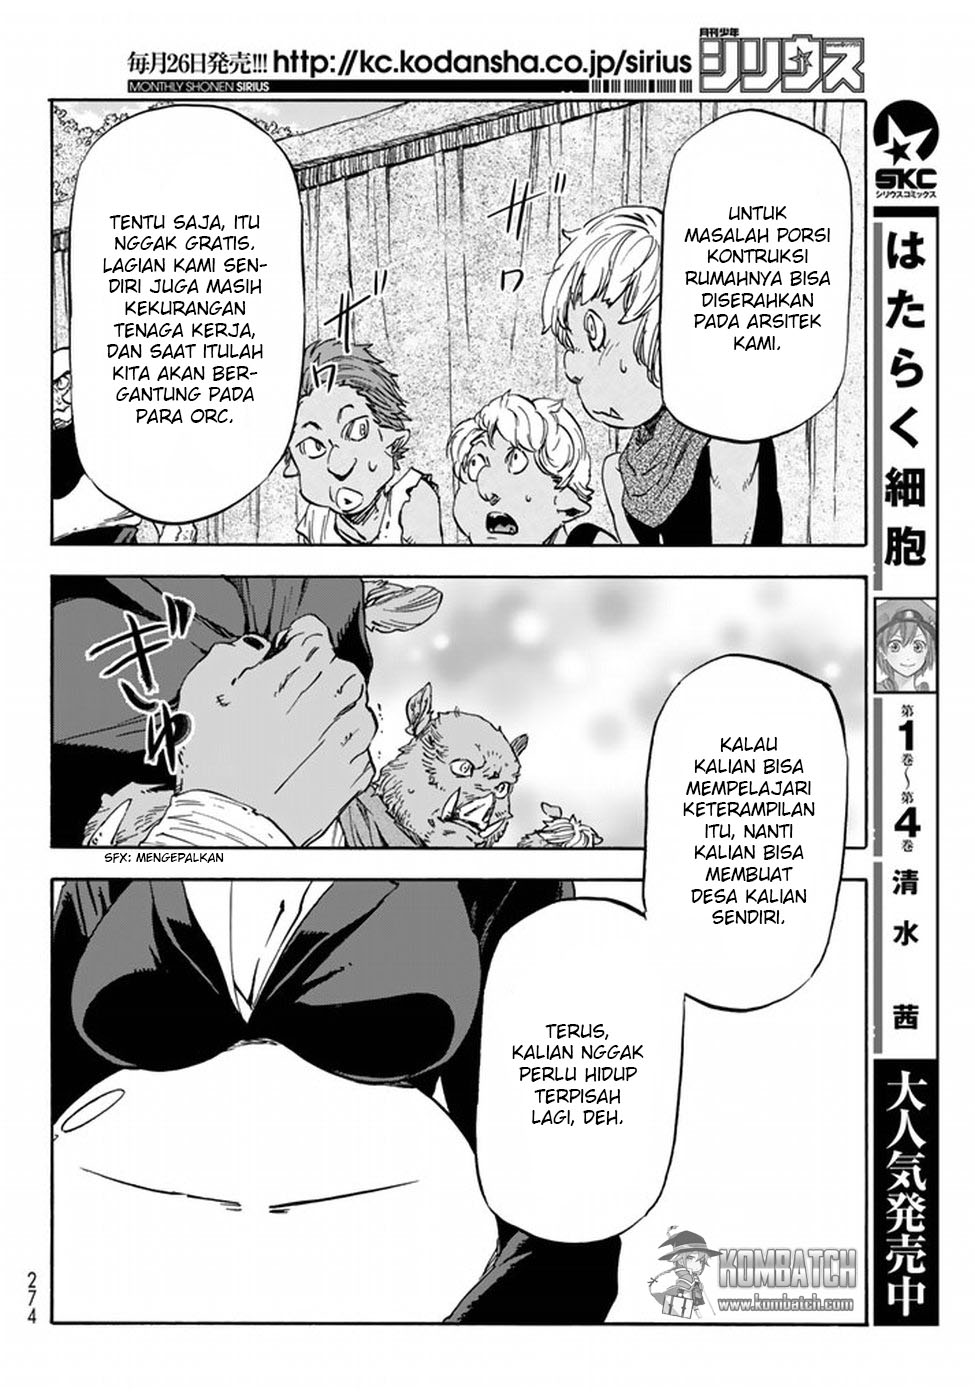 毎月26日発売!!! http://kc.kodansha.co.jp/sirius
MONTHLY SHONEN SIRIUS
月刊少年
シリウス
UNTUK
MASALAH PORSI
KONTRUKSI
RUMAHNYA BISA
DISERAHKAN
PADA ARSITEK
KAMI.
TENTU SAJA, ITU
NGGAK GRATIS.
LAGIAN KAMI SEN-
DIRI JUGA MASIH
KEKURANGAN
TENAGA KERJA,
DAN SAAT ITULAH
KITA AKAN BER-
GANTUNG PADA
PARA ORC.
KALAU
KALIAN BISA
MEMPELAJARI
KETERAMPILAN
ITU, NANTI
KALIAN BISA
MEMBUAT
DESA KALIAN
SENDIRI.
ぎゅ
SFX: MENGEPALKAN
TERUS,
KALIAN NGGAK
PERLU HIDUP
TERPISAH
LAGI, DEH.
KOMBATCH
www.kombatch.com
274
SKC
シリウスコミックス
はたらく細胞
第1巻〜第4巻
清水 茜
大人気発売中